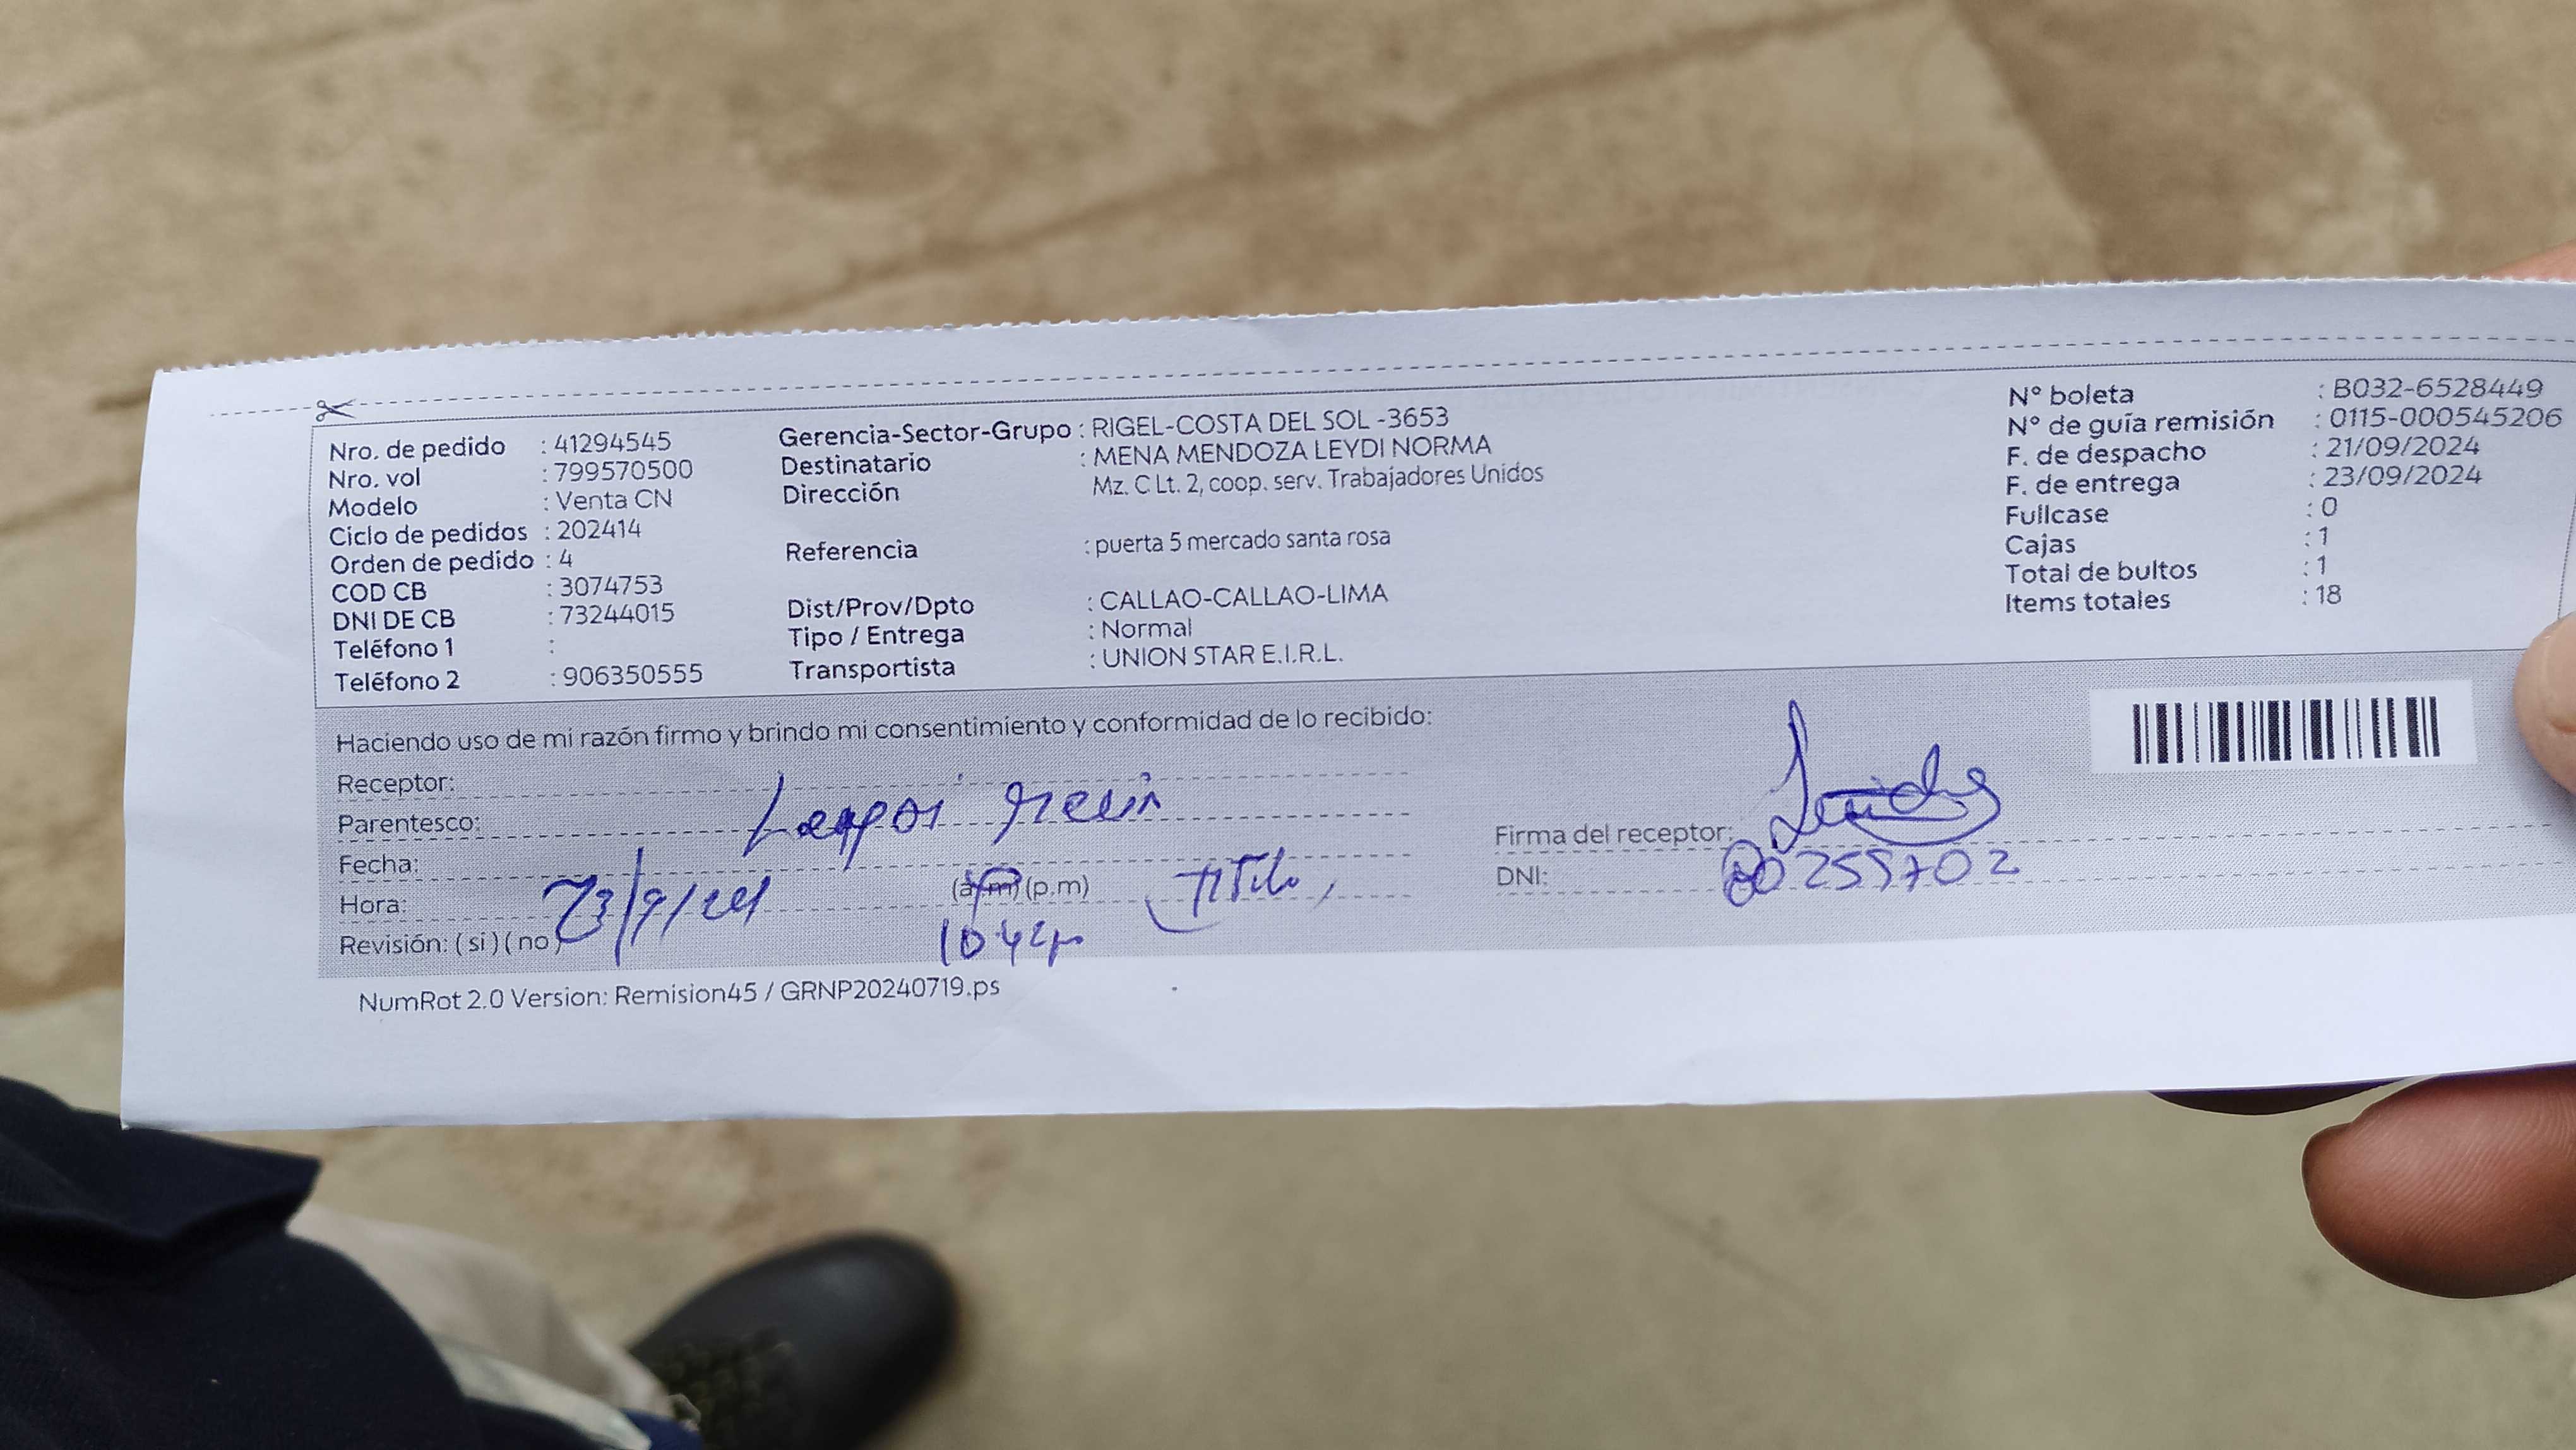 Nro. de pedido : 41294545
Nro. vol : 799570500
Modelo : Venta CN
Ciclo de pedidos : 202414
Orden de pedido : 4
COD CB : 3074753
DNI DE CB : 73244015
Teléfono 1 :
Teléfono 2 : 906350555
Gerencia-Sector-Grupo : RIGEL-COSTA DEL SOL -3653
Destinatario : MENA MENDOZA LEYDI NORMA
Dirección Mz. C Lt. 2, coop. serv. Trabajadores Unidos
Referencia : puerta 5 mercado santa rosa
Dist/Prov/Dpto : CALLAO-CALLAO-LIMA
Tipo / Entrega : Normal
Transportista : UNION STAR E.I.R.L.
N° boleta : B032-6528449
N° de guía remisión : 0115-000545206
F. de despacho : 21/09/2024
F. de entrega : 23/09/2024
Fullcase : 0
Cajas : 1
Total de bultos : 1
Items totales : 18
Haciendo uso de mi razón firmo y brindo mi consentimiento y conformidad de lo recibido:
Receptor:
Parentesco:
Fecha:
Hora: 23/9/24 (a.m) (p.m)
Revisión: ( si ) ( no )
Firma del receptor:
DNI: 00255702
NumRot 2.0 Version: Remision45 / GRNP20240719.ps